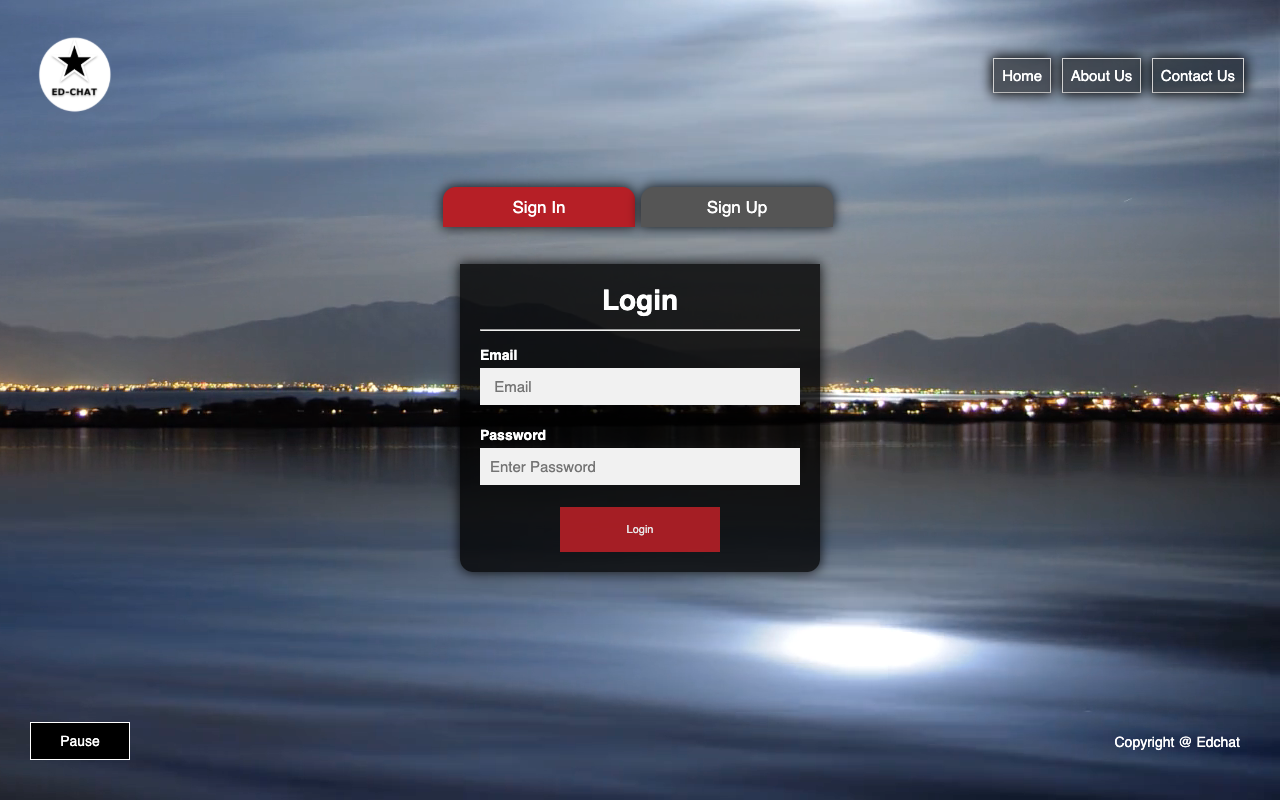 ED-CHAT
Home
About Us
Contact Us
Sign In
Sign Up
Login
Email
Email
Password
Enter Password
Login
Pause
Copyright @ Edchat